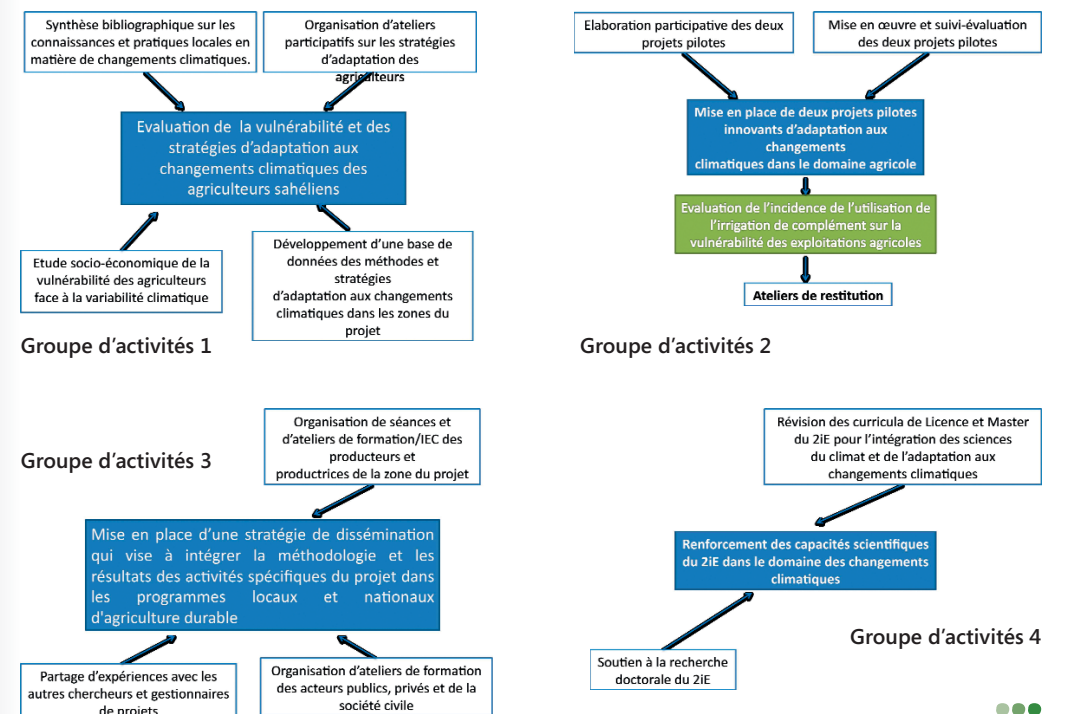 Synthèse bibliographique sur les
connaissances et pratiques locales en
matière de changements climatiques.
Organisation d’ateliers
participatifs sur les stratégies
d’adaptation des
agriculteurs
Evaluation de la vulnérabilité et des
stratégies d’adaptation aux
changements climatiques des
agriculteurs sahéliens
Etude socio-économique de la
vulnérabilité des agriculteurs
face à la variabilité climatique
Développement d’une base de
données des méthodes et
stratégies
d’adaptation aux changements
climatiques dans les zones du
projet
Groupe d’activités 1
Elaboration participative des deux
projets pilotes
Mise en œuvre et suivi-évaluation
des deux projets pilotes
Mise en place de deux projets pilotes
innovants d’adaptation aux
changements
climatiques dans le domaine agricole
Evaluation de l’incidence de l’utilisation de
l’irrigation de complément sur la
vulnérabilité des exploitations agricoles
Ateliers de restitution
Groupe d’activités 2
Groupe d’activités 3
Organisation de séances et
d’ateliers de formation/IEC des
producteurs et
productrices de la zone du projet
Mise en place d’une stratégie de dissémination
qui vise à intégrer la méthodologie et les
résultats des activités spécifiques du projet dans
les programmes locaux et nationaux
d'agriculture durable
Partage d’expériences avec les
autres chercheurs et gestionnaires
de projets
Organisation d’ateliers de formation
des acteurs publics, privés et de la
société civile
Révision des curricula de Licence et Master
du 2iE pour l’intégration des sciences
du climat et de l’adaptation aux
changements climatiques
Renforcement des capacités scientifiques
du 2iE dans le domaine des changements
climatiques
Soutien à la recherche
doctorale du 2iE
Groupe d’activités 4